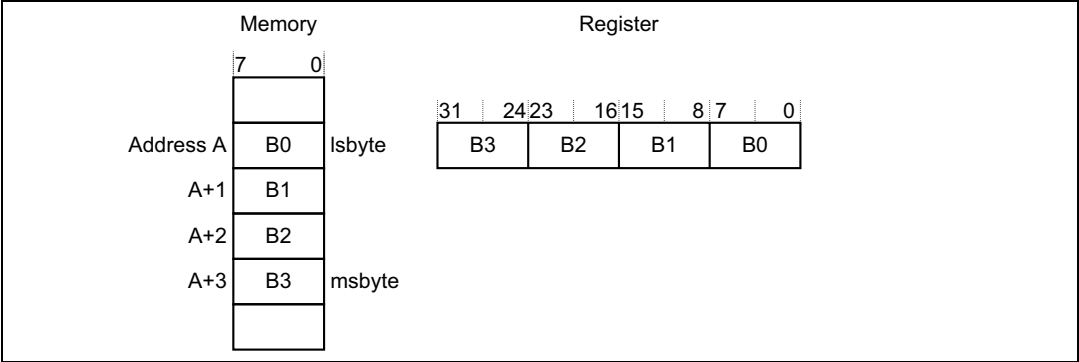 Memory Register
7 0
31 24 23 16 15 8 7 0
Address A B0 lsbyte B3 B2 B1 B0
A+1 B1
A+2 B2
A+3 B3 msbyte